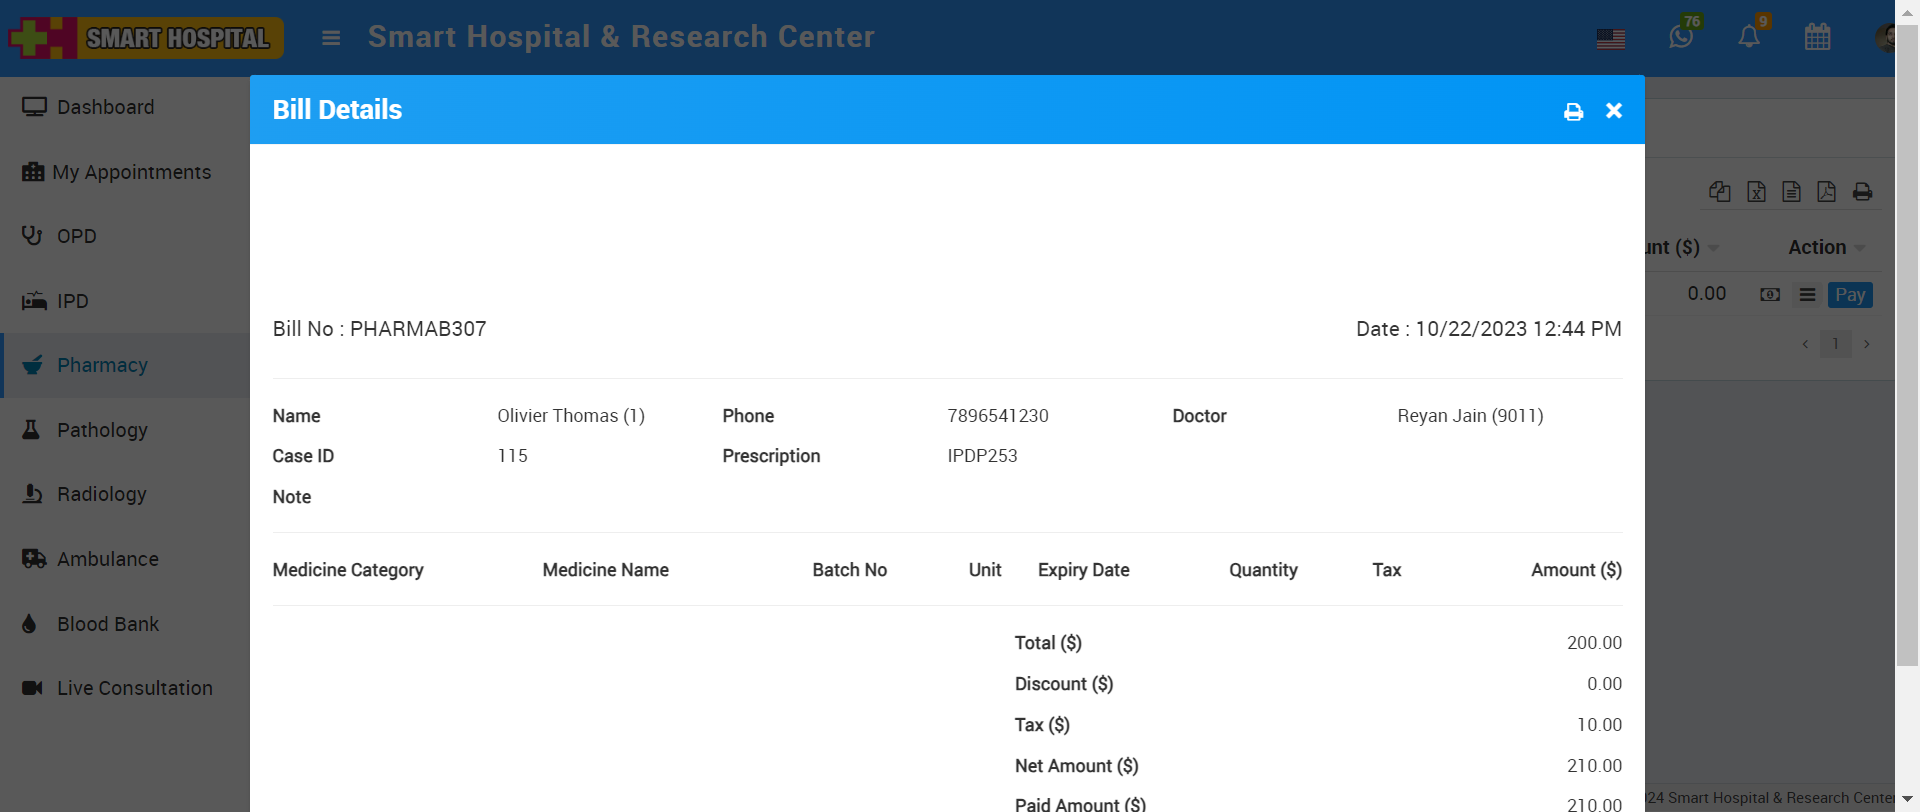 SMART HOSPITAL
Smart Hospital & Research Center
76
9
Dashboard
My Appointments
OPD
IPD
Pharmacy
Pathology
Radiology
Ambulance
Blood Bank
Live Consultation
Bill Details
Bill No : PHARMAB307 Date : 10/22/2023 12:44 PM
Name Olivier Thomas (1) Phone 7896541230 Doctor Reyan Jain (9011)
Case ID 115 Prescription IPDP253
Note
Medicine Category Medicine Name Batch No Unit Expiry Date Quantity Tax Amount ($)
Total ($) 200.00
Discount ($) 0.00
Tax ($) 10.00
Net Amount ($) 210.00
Paid Amount ($) 210.00
($) Action
0.00 Pay
1
24 Smart Hospital & Research Center